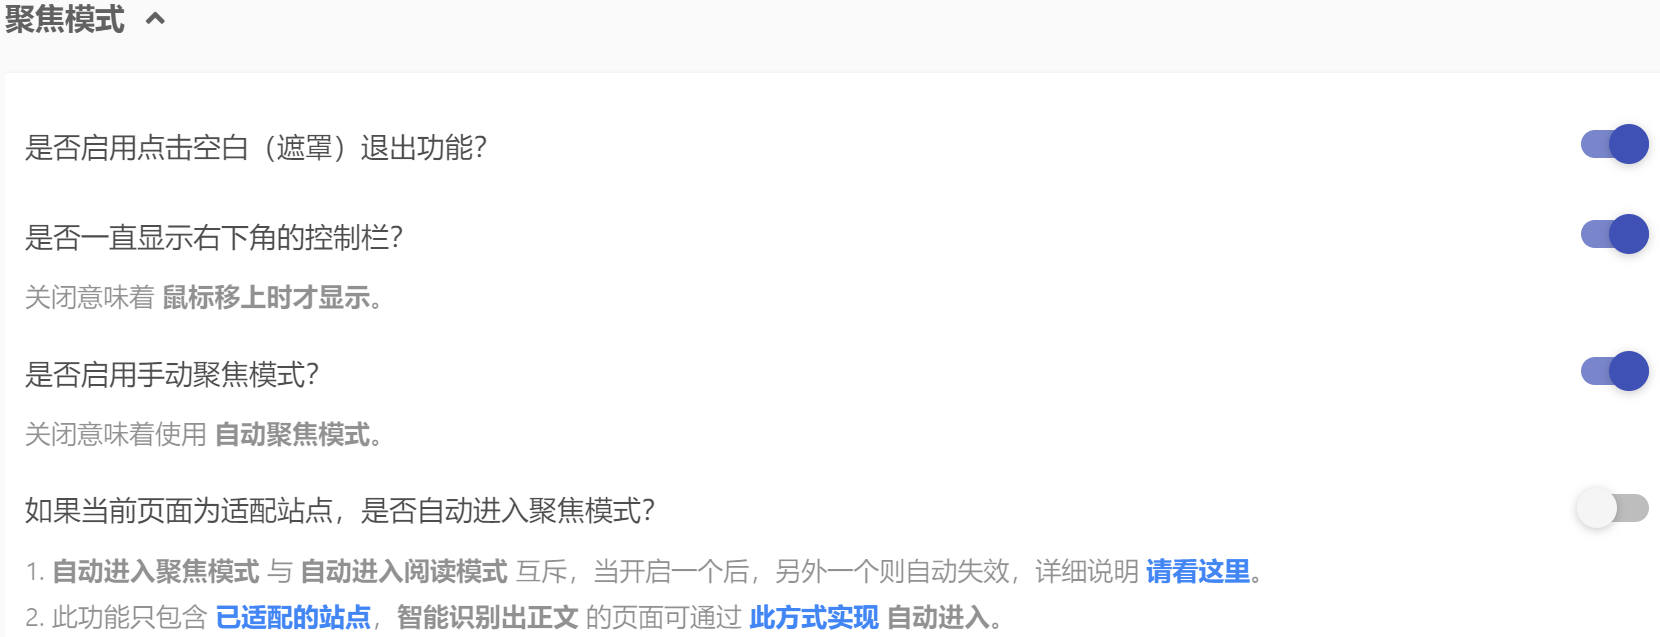 聚焦模式
是否启用点击空白（遮罩）退出功能？
是否一直显示右下角的控制栏？
关闭意味着 鼠标移上时才显示。
是否启用手动聚焦模式？
关闭意味着使用 自动聚焦模式。
如果当前页面为适配站点，是否自动进入聚焦模式？
1. 自动进入聚焦模式 与 自动进入阅读模式 互斥，当开启一个后，另外一个则自动失效，详细说明 请看这里。
2. 此功能只包含 已适配的站点，智能识别出正文 的页面可通过 此方式实现 自动进入。